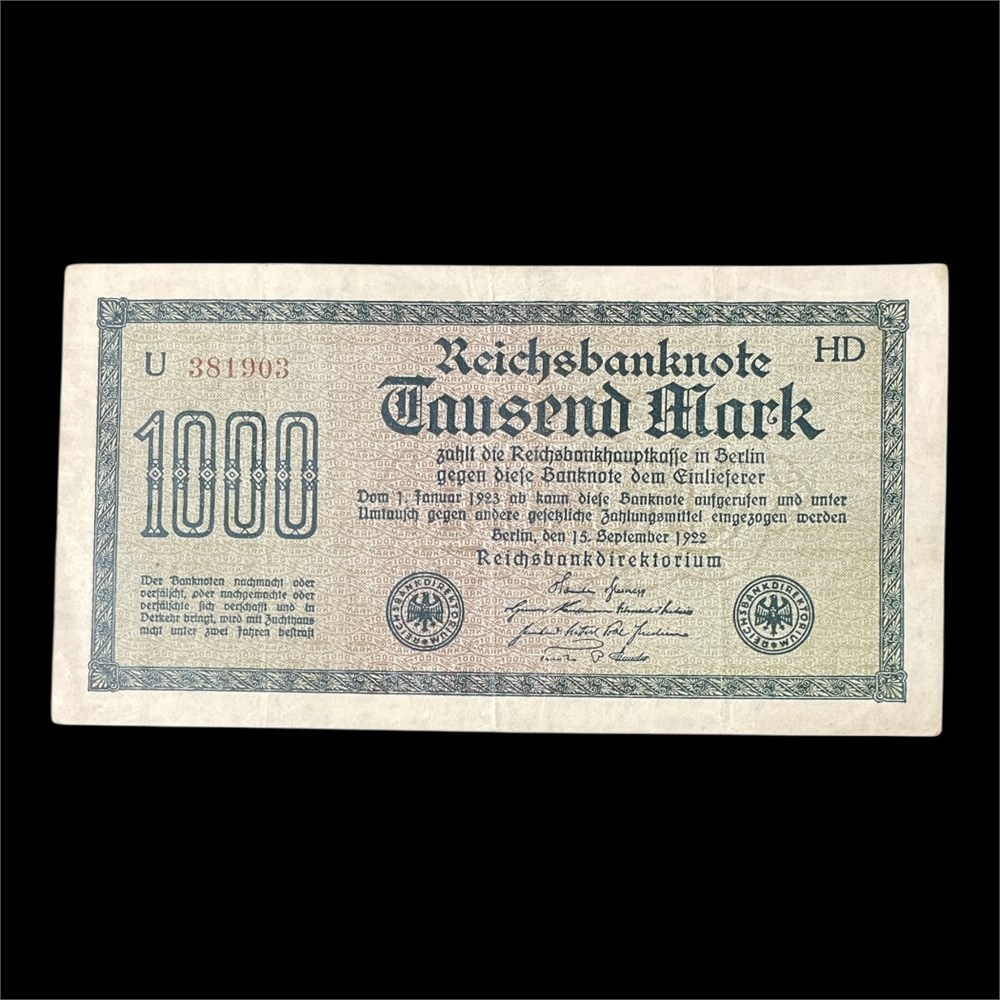 U 381903
HD
Reichsbanknote
Tausend Mark
zahlt die Reichsbankhauptkasse in Berlin
gegen diese Banknote dem Einlieferer
Vom 1. Januar 1923 ab kann diese Banknote aufgerufen und unter
Umtausch gegen andere gesetzliche Zahlungsmittel eingezogen werden
Berlin, den 15. September 1922
Reichsbankdirektorium
1000
Wer Banknoten nachmacht oder
verfälscht, oder nachgemachte oder
verfälschte sich verschafft und in
Verkehr bringt, wird mit Zuchthaus
nicht unter zwei Jahren bestraft
REICHSBANKDIREKTORIUM
REICHSBANKDIREKTORIUM